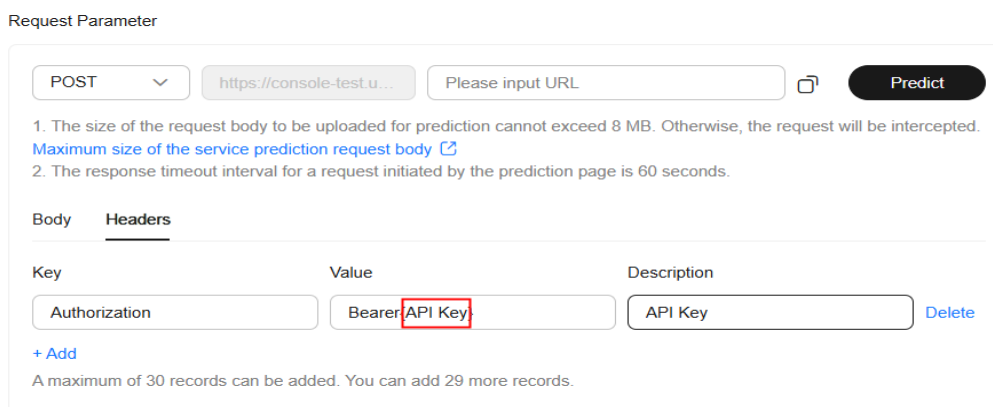 Request Parameter
POST https://console-test.u... Please input URL Predict
1. The size of the request body to be uploaded for prediction cannot exceed 8 MB. Otherwise, the request will be intercepted.
Maximum size of the service prediction request body
2. The response timeout interval for a request initiated by the prediction page is 60 seconds.
Body Headers
Key Value Description
Authorization Bearer{API Key} API Key Delete
+ Add
A maximum of 30 records can be added. You can add 29 more records.